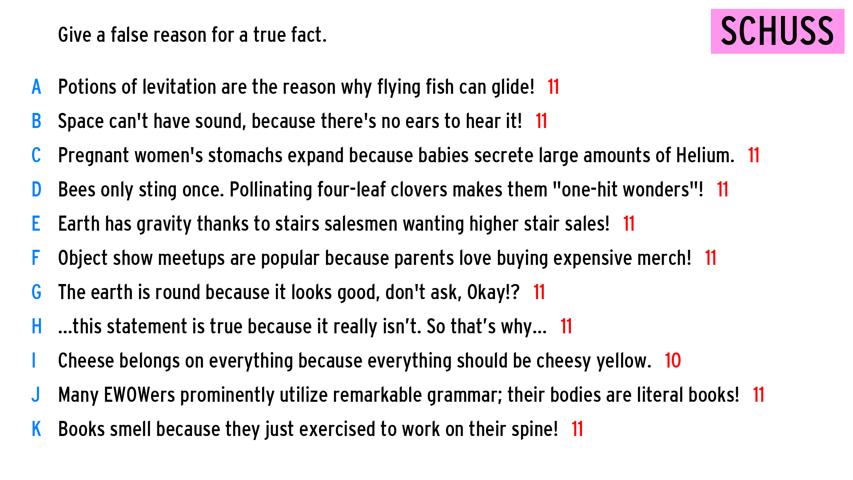 Give a false reason for a true fact.
SCHUSS
A Potions of levitation are the reason why flying fish can glide! 11
B Space can't have sound, because there's no ears to hear it! 11
C Pregnant women's stomachs expand because babies secrete large amounts of Helium. 11
D Bees only sting once. Pollinating four-leaf clovers makes them "one-hit wonders"! 11
E Earth has gravity thanks to stairs salesmen wanting higher stair sales! 11
F Object show meetups are popular because parents love buying expensive merch! 11
G The earth is round because it looks good, don't ask, Okay!? 11
H ...this statement is true because it really isn’t. So that’s why... 11
I Cheese belongs on everything because everything should be cheesy yellow. 10
J Many EWOWers prominently utilize remarkable grammar; their bodies are literal books! 11
K Books smell because they just exercised to work on their spine! 11